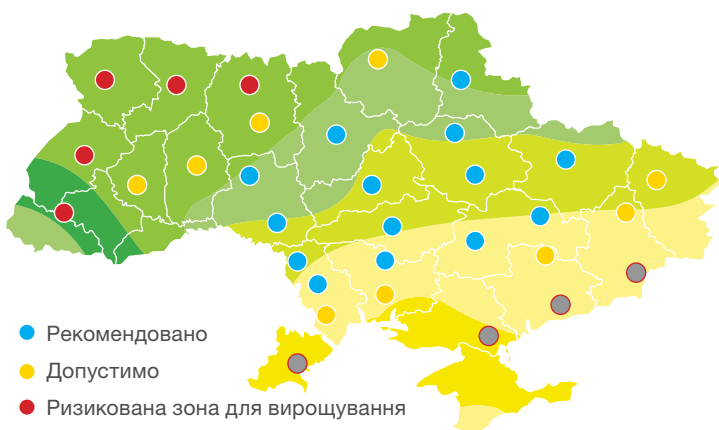 Рекомендовано
Допустимо
Ризикована зона для вирощування